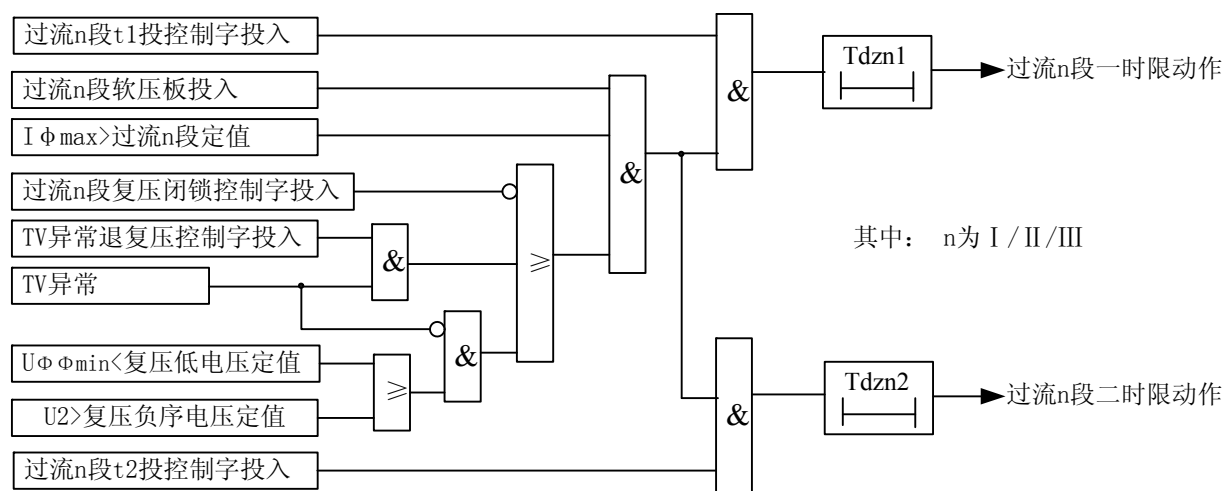 过流n段t1投控制字投入
过流n段软压板投入
IΦmax>过流n段定值
过流n段复压闭锁控制字投入
TV异常退复压控制字投入
TV异常
UΦΦmin<复压低电压定值
U2>复压负序电压定值
过流n段t2投控制字投入
&
≥
&
≥
&
&
&
Tdzn1
过流n段一时限动作
其中： n为Ⅰ/Ⅱ/Ⅲ
Tdzn2
过流n段二时限动作